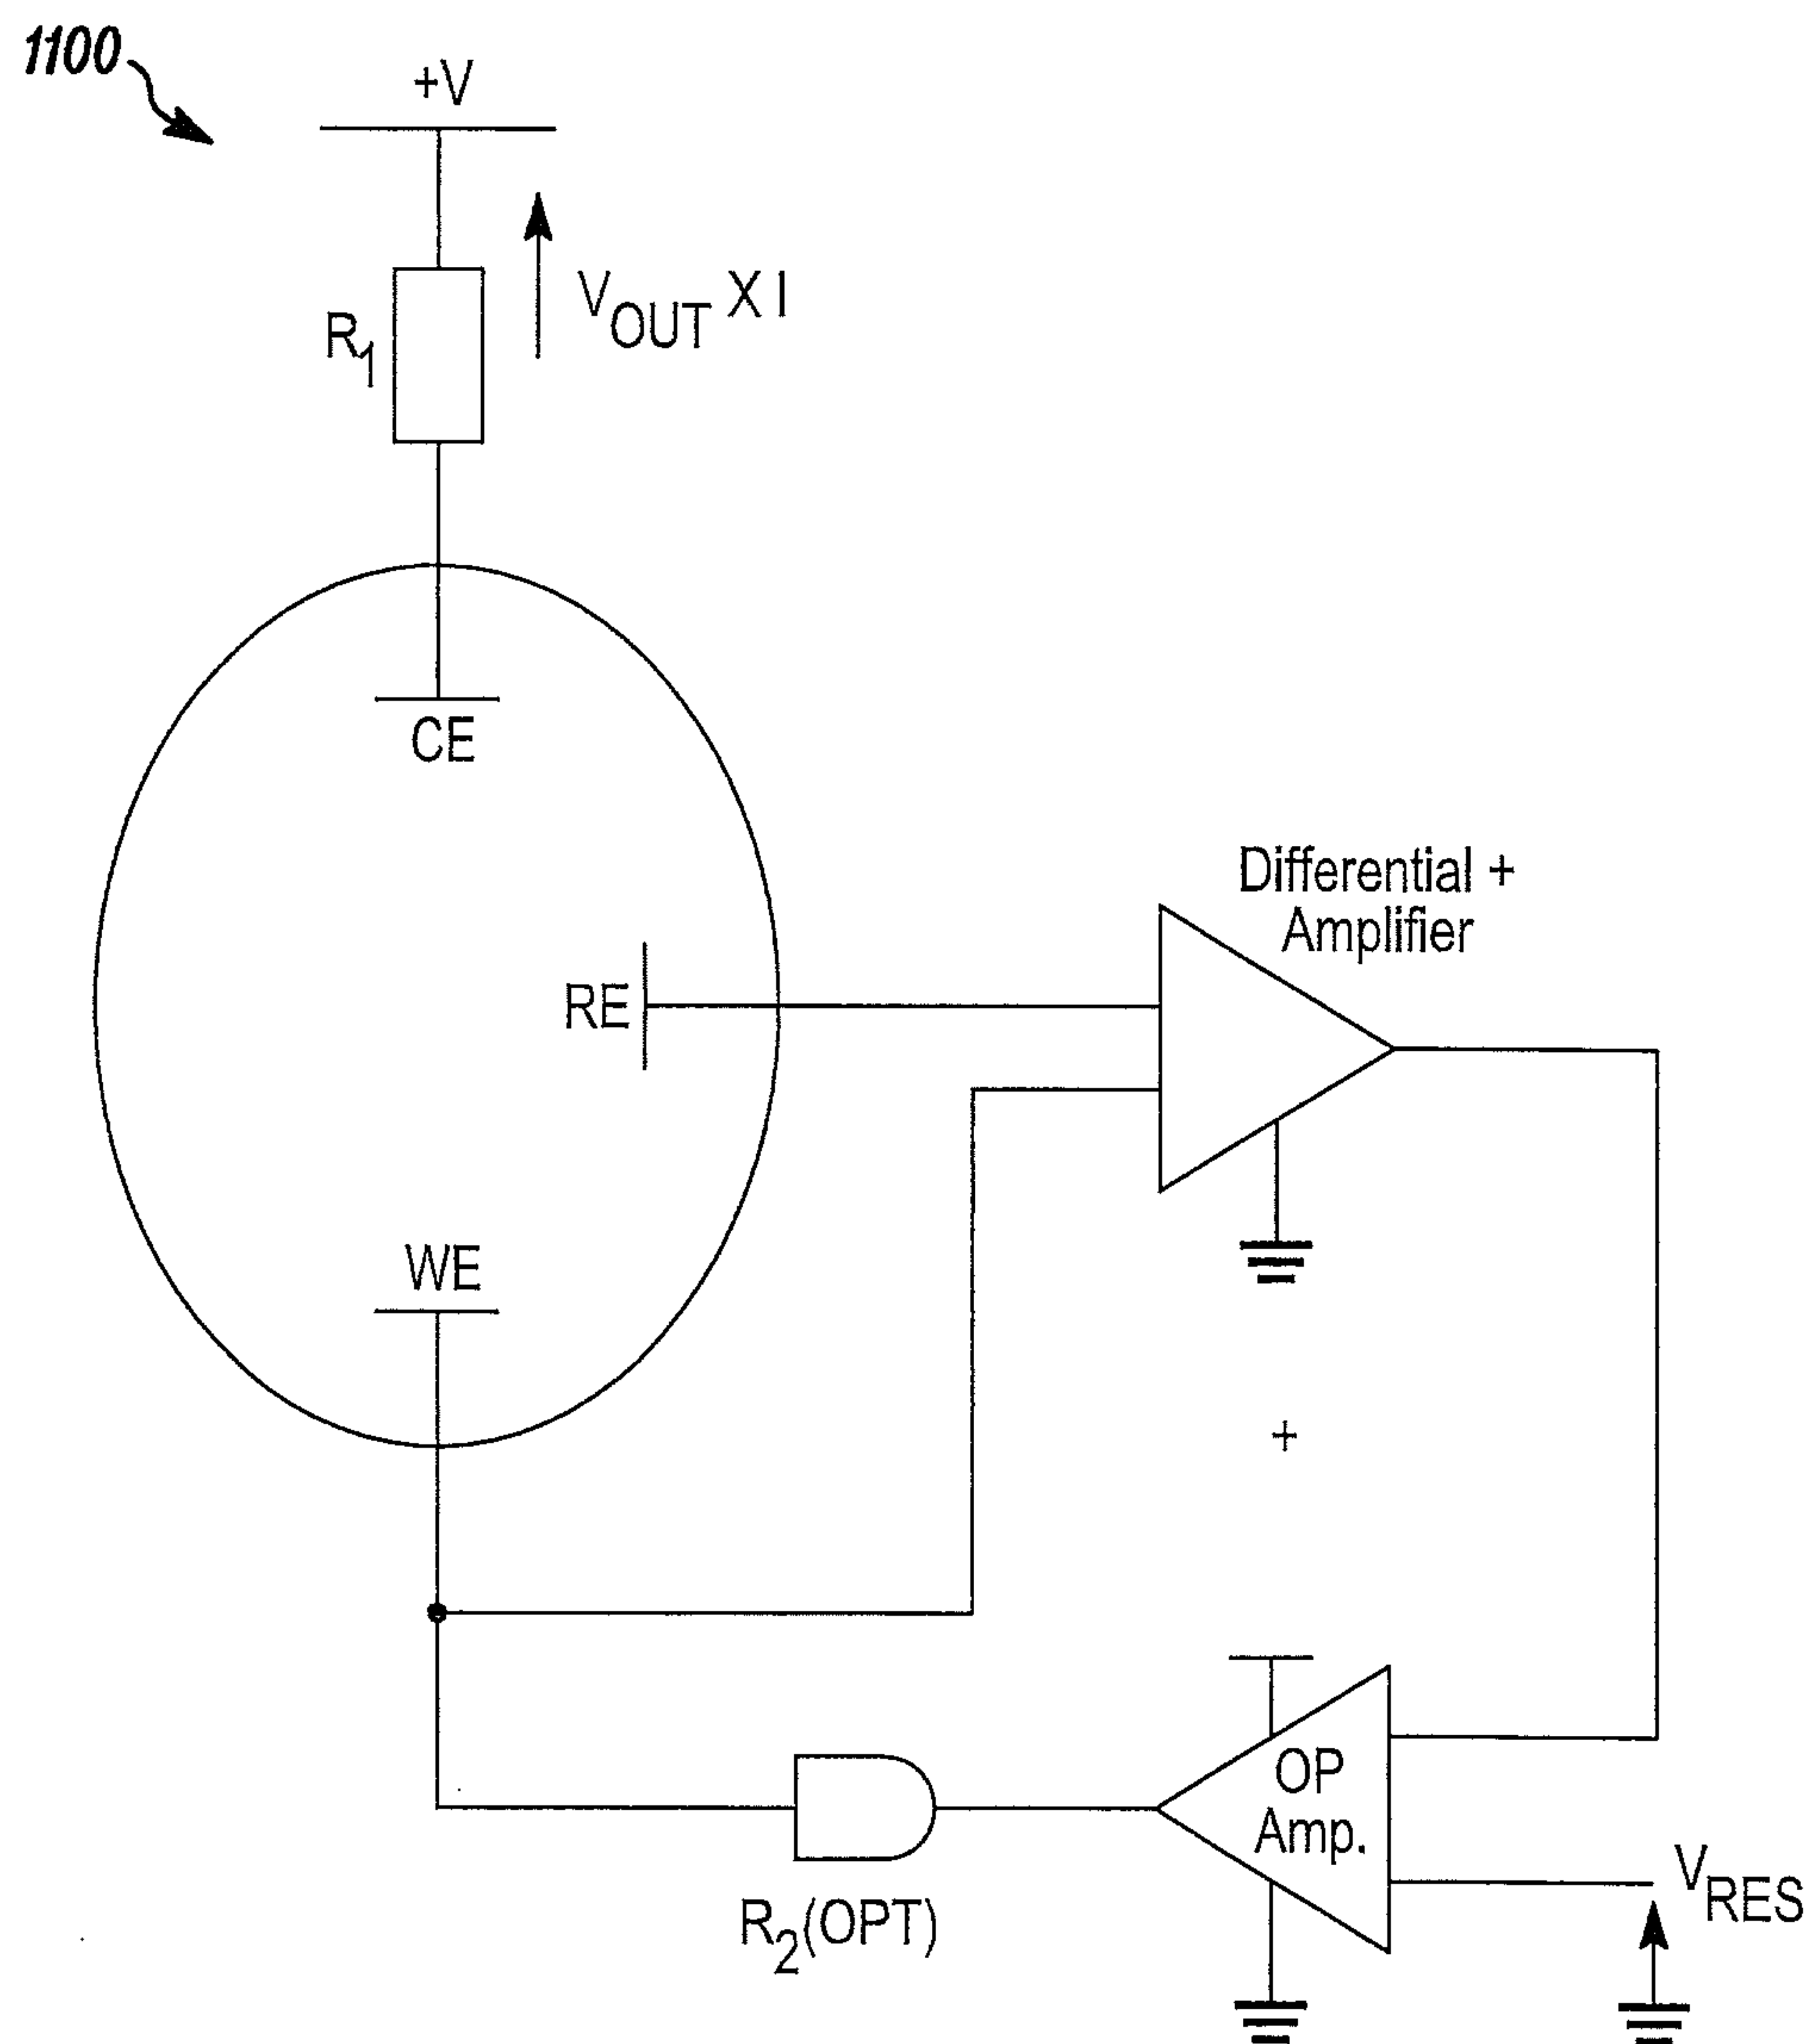 1100
+V
R1
VOUT X I
CE
Differential +
Amplifier
RE
WE
+
OP
Amp.
VRES
R2(OPT)